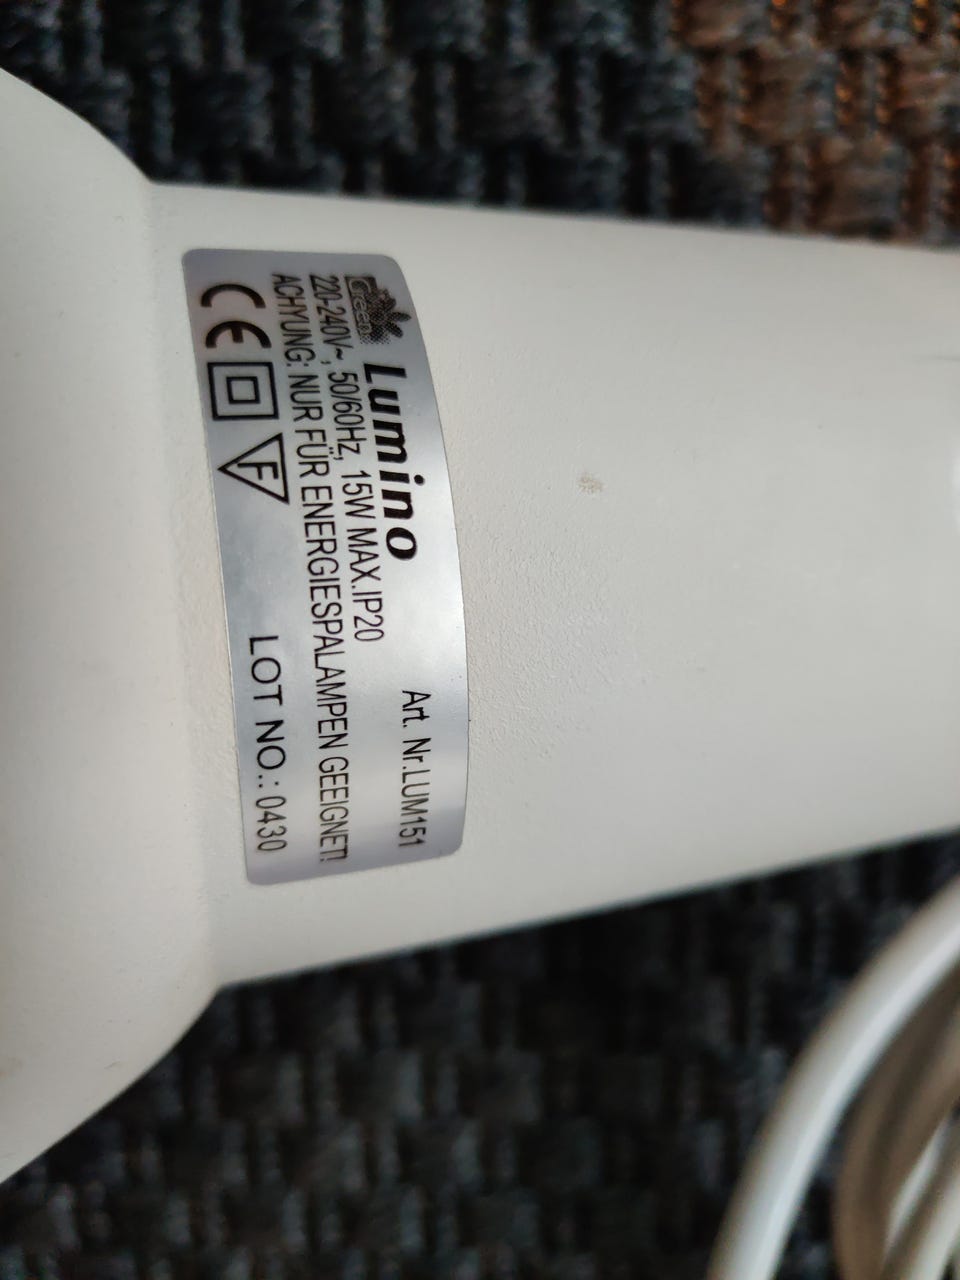 Green
Lumino
Art. Nr.LUM151
220-240V~, 50/60Hz, 15W MAX.IP20
ACHYUNG: NUR FÜR ENERGIESPALAMPEN GEEIGNET!
CE F LOT NO.: 0430